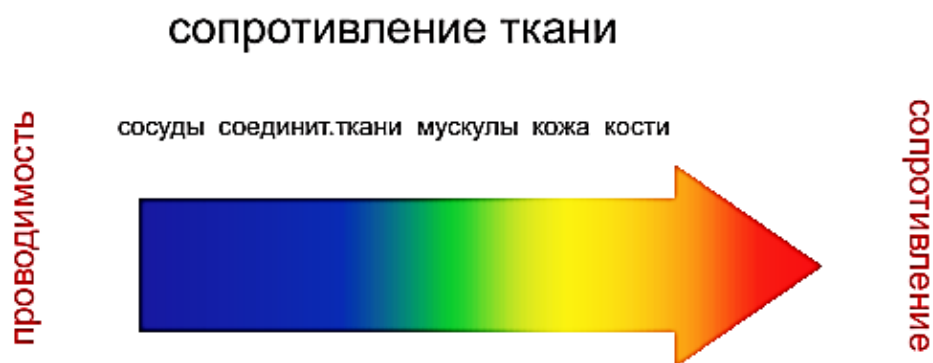 сопротивление ткани
проводимость
сосуды соединит.ткани мускулы кожа кости
сопротивление